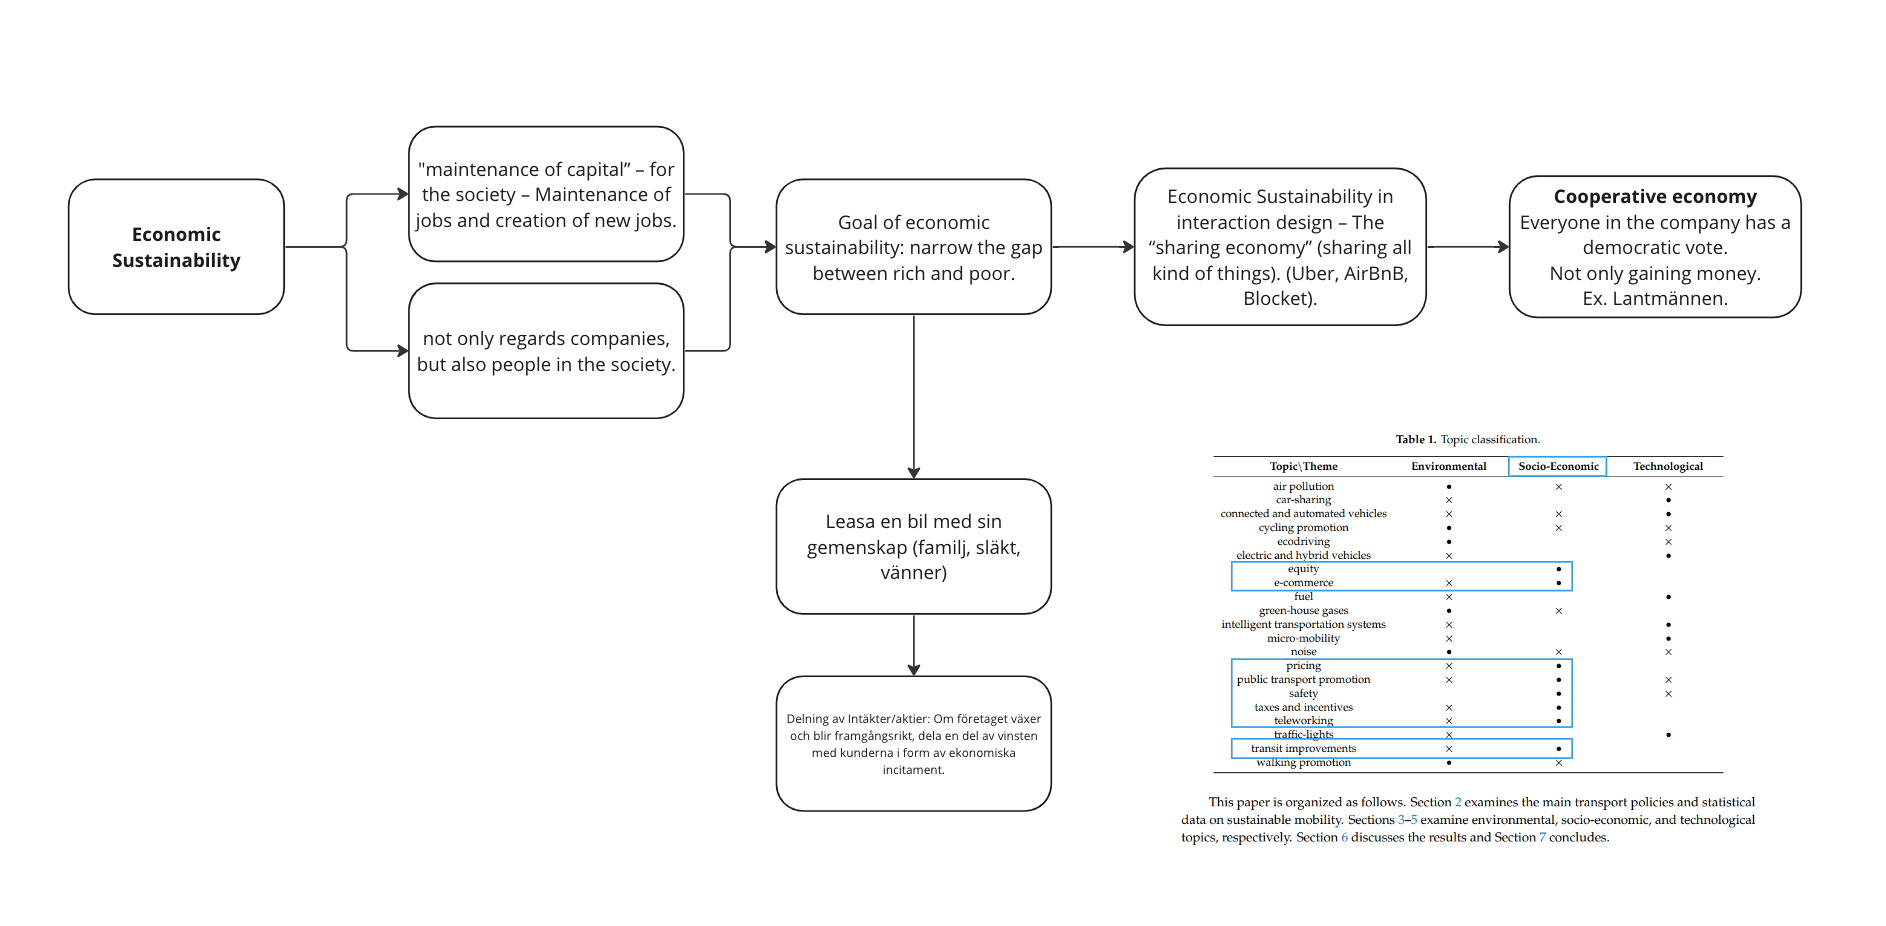 Economic
Sustainability
"maintenance of capital” – for
the society – Maintenance of
jobs and creation of new jobs.
not only regards companies,
but also people in the society.
Goal of economic
sustainability: narrow the gap
between rich and poor.
Economic Sustainability in
interaction design – The
“sharing economy” (sharing all
kind of things). (Uber, AirBnB,
Blocket).
Cooperative economy
Everyone in the company has a
democratic vote.
Not only gaining money.
Ex. Lantmännen.
Leasa en bil med sin
gemenskap (familj, släkt,
vänner)
Delning av Intäkter/aktier: Om företaget växer
och blir framgångsrikt, dela en del av vinsten
med kunderna i form av ekonomiska
incitament.
Table 1. Topic classification.
Topic\Theme Environmental Socio-Economic Technological
air pollution • × ×
car-sharing × •
connected and automated vehicles × × •
cycling promotion • × ×
ecodriving • ×
electric and hybrid vehicles × •
equity •
e-commerce × •
fuel × •
green-house gases • ×
intelligent transportation systems × •
micro-mobility × •
noise • × ×
pricing × •
public transport promotion × • ×
safety • ×
taxes and incentives × •
teleworking × •
traffic-lights × •
transit improvements × •
walking promotion • ×
This paper is organized as follows. Section 2 examines the main transport policies and statistical
data on sustainable mobility. Sections 3–5 examine environmental, socio-economic, and technological
topics, respectively. Section 6 discusses the results and Section 7 concludes.